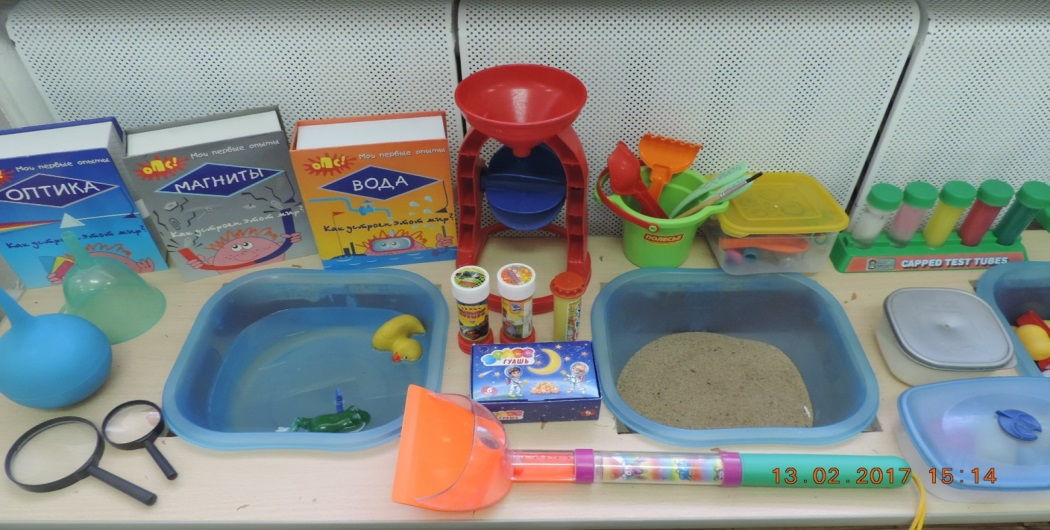 Мои первые опыты
ОПТИКА
Как устроен этот мир?
опс!
Мои первые опыты
МАГНИТЫ
Как устроен этот мир?
опс!
Мои первые опыты
ВОДА
Как устроен этот мир?
ГУАШЬ
CAPPED TEST TUBES
13.02.2017 15:14